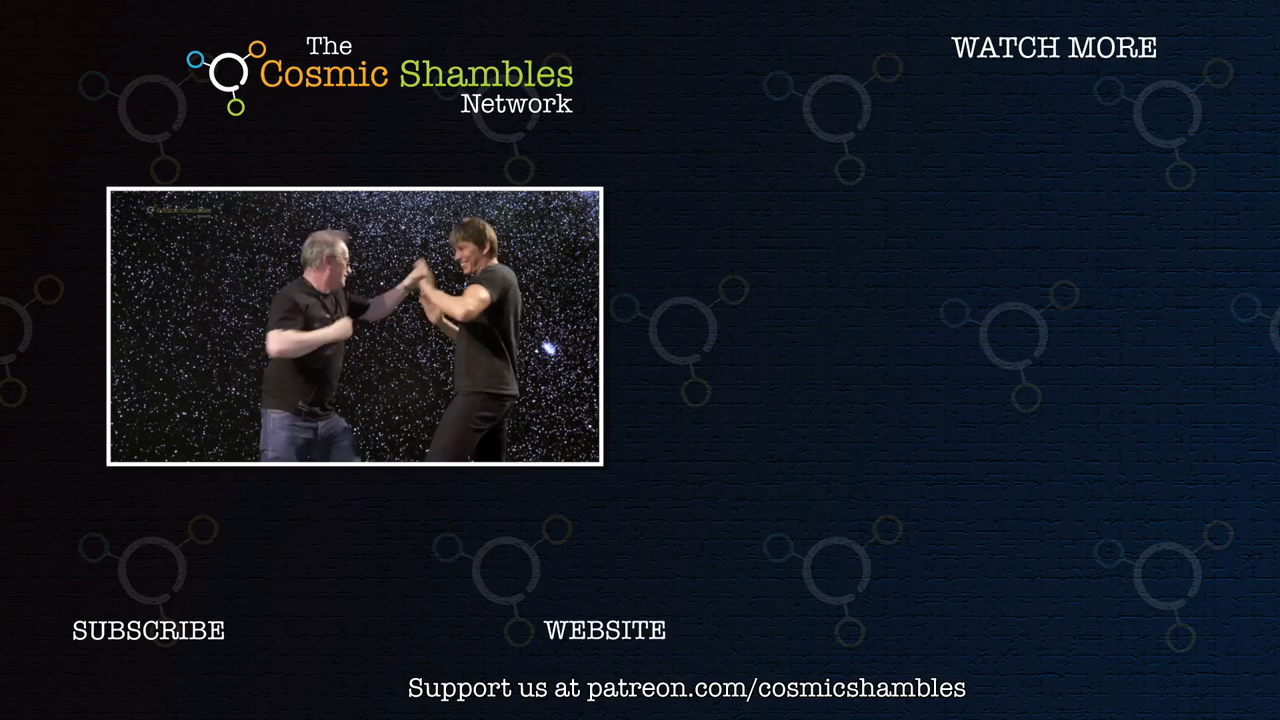 The
Cosmic Shambles
Network
WATCH MORE
SUBSCRIBE
WEBSITE
Support us at patreon.com/cosmicshambles